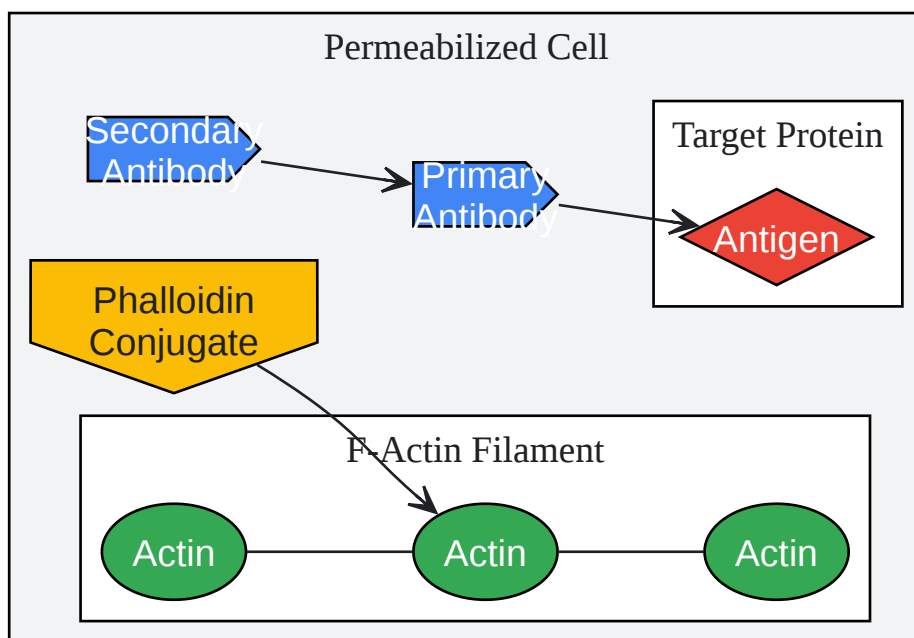 Permeabilized Cell
Secondary
Antibody
Primary
Antibody
Target Protein
Antigen
Phalloidin
Conjugate
F-Actin Filament
Actin
Actin
Actin